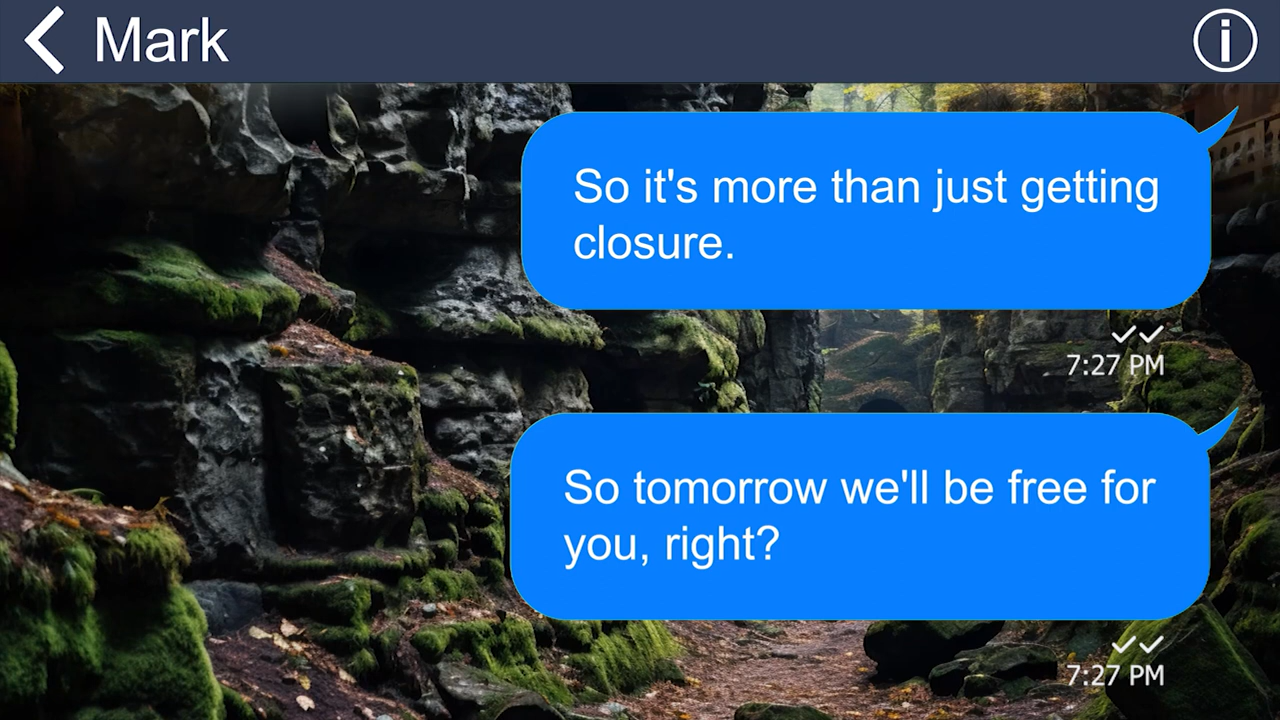 Mark
So it's more than just getting
closure.
7:27 PM
So tomorrow we'll be free for
you, right?
7:27 PM